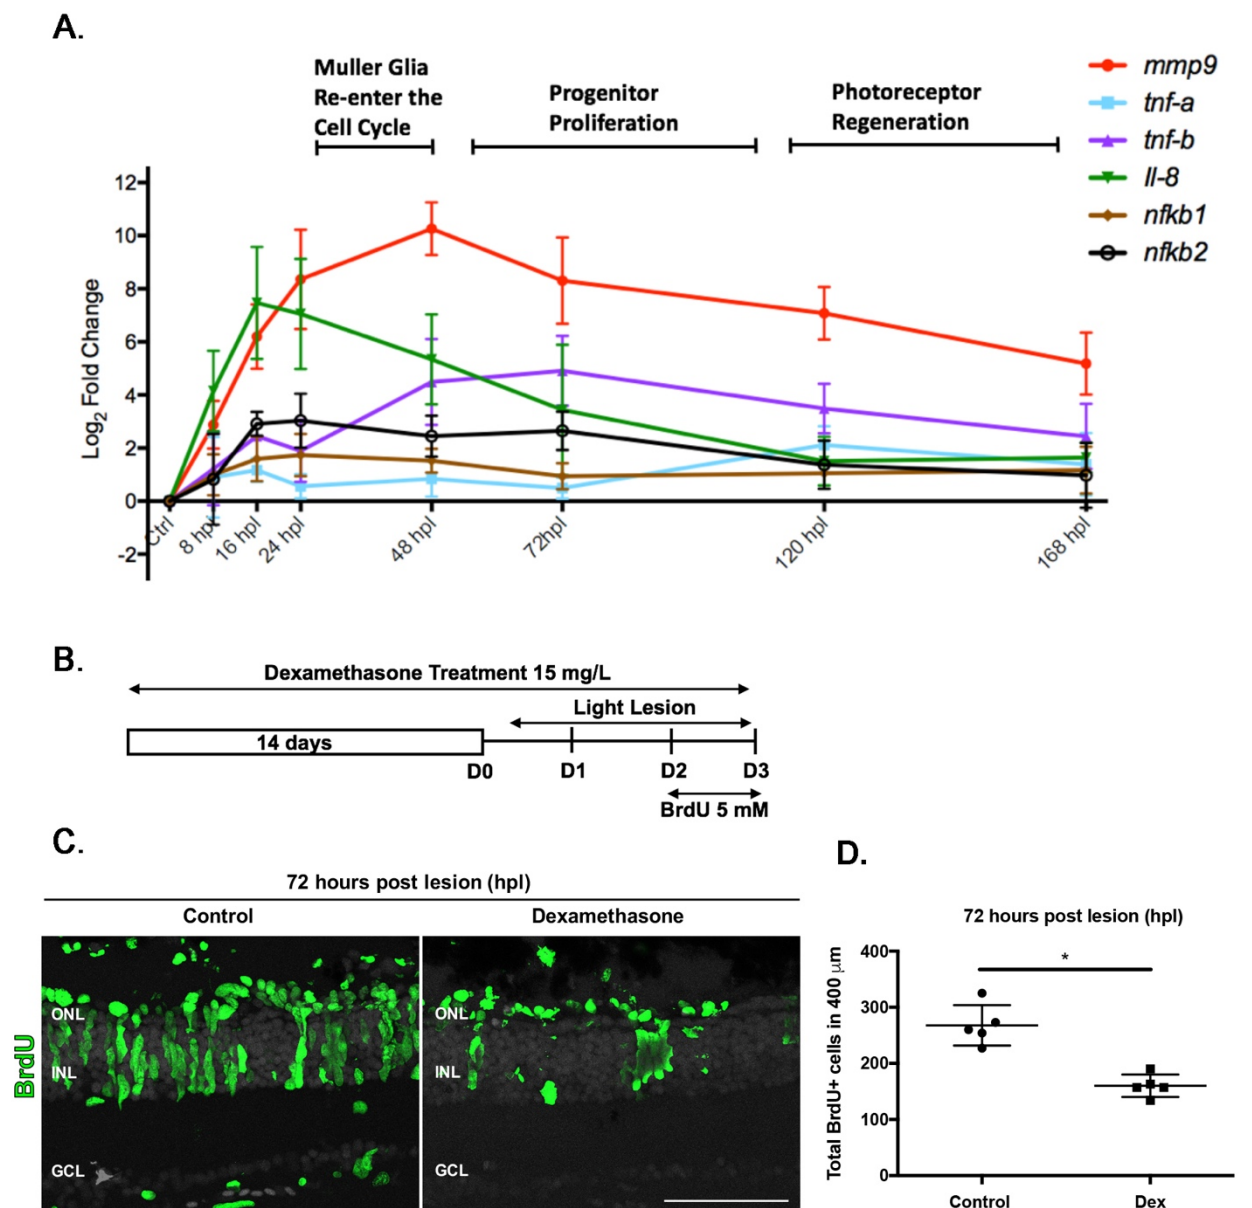 A.
Muller Glia
Re-enter the
Cell Cycle
Progenitor
Proliferation
Photoreceptor
Regeneration
mmp9
tnf-a
tnf-b
Il-8
nfkb1
nfkb2
Log2 Fold Change
12
10
8
6
4
2
0
-2
Ctrl
8 hpl
16 hpl
24 hpl
48 hpl
72hpl
120 hpl
168 hpl
B.
Dexamethasone Treatment 15 mg/L
Light Lesion
14 days
D0
D1
D2
D3
BrdU 5 mM
C.
72 hours post lesion (hpl)
Control
Dexamethasone
BrdU
ONL
INL
GCL
ONL
INL
GCL
D.
72 hours post lesion (hpl)
Total BrdU+ cells in 400 μm
400
300
200
100
0
*
Control
Dex